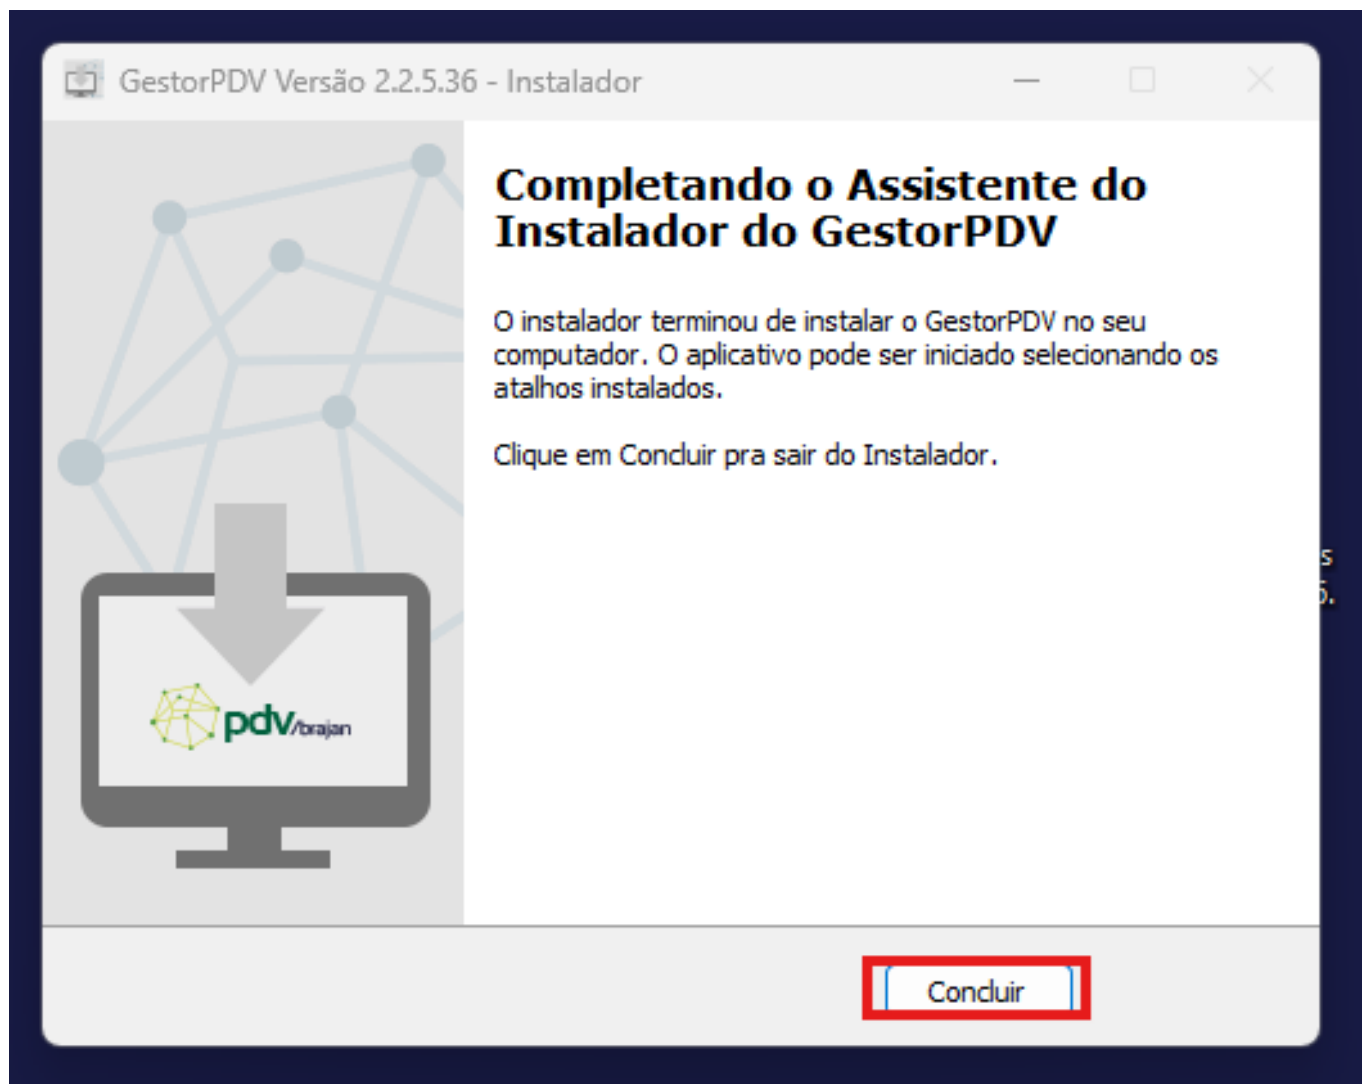 GestorPDV Versão 2.2.5.36 - Instalador
Completando o Assistente do
Instalador do GestorPDV
O instalador terminou de instalar o GestorPDV no seu
computador. O aplicativo pode ser iniciado selecionando os
atalhos instalados.
Clique em Concluir pra sair do Instalador.
s
6.
pdv/brajan
Concluir